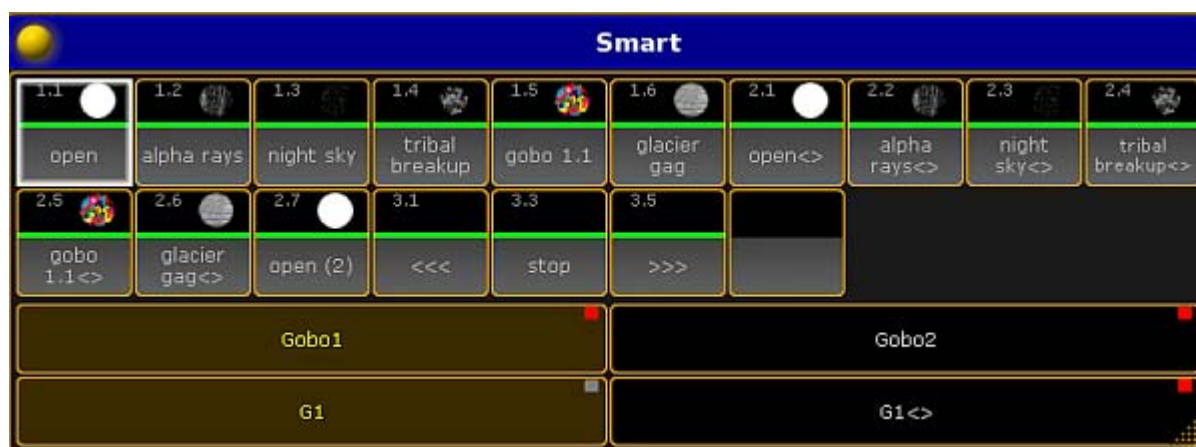 Smart
1.1 1.2 1.3 1.4 1.5 1.6 2.1 2.2 2.3 2.4
open alpha rays night sky tribal breakup gobo 1.1 glacier gag open<> alpha rays<> night sky<> tribal breakup<>
2.5 2.6 2.7 3.1 3.3 3.5
gobo 1.1<> glacier gag<> open (2) <<< stop >>>
Gobo1 Gobo2
G1 G1<>